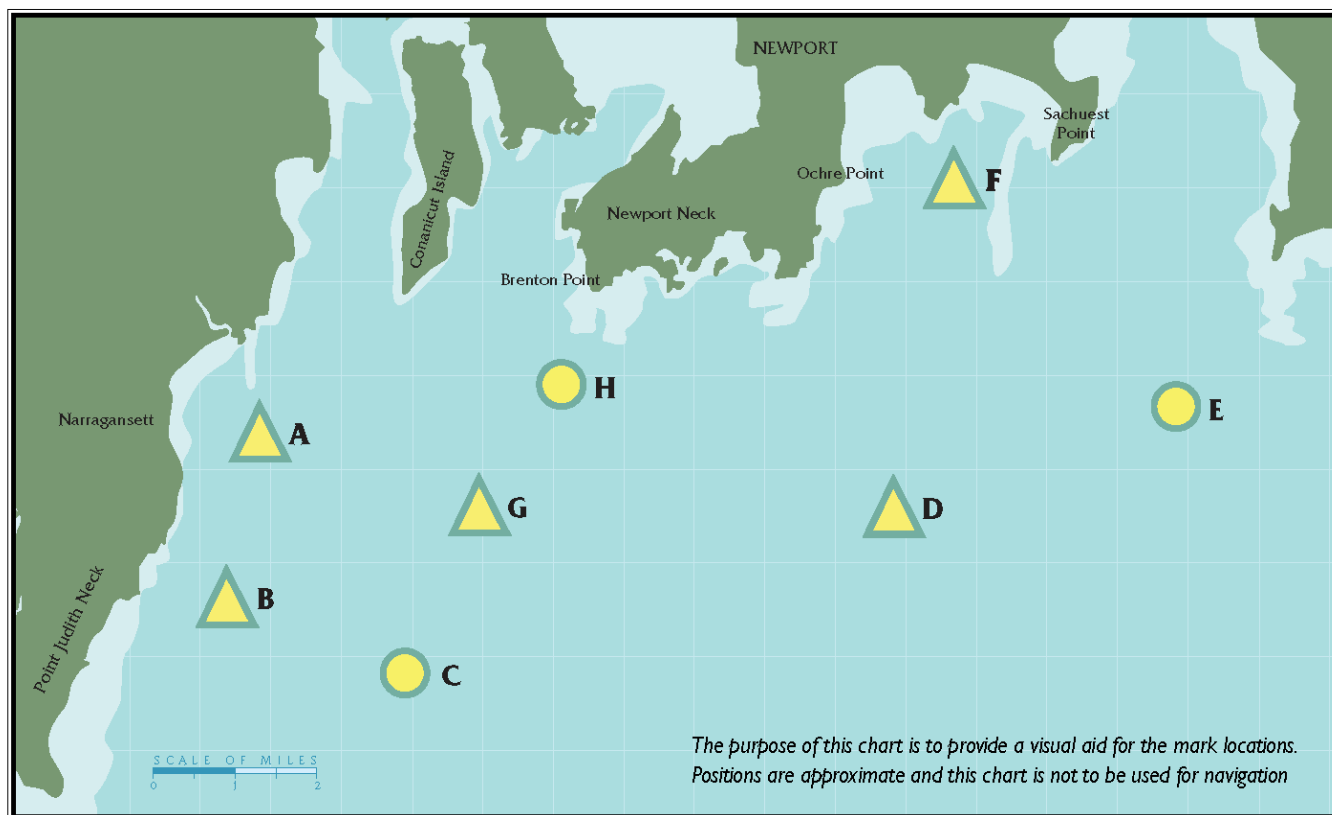 NEWPORT
Sachuest
Point
Conanicut Island
Ochre Point
F
Newport Neck
Brenton Point
H
E
Narragansett
A
G
D
B
Point Judith Neck
C
SCALE OF MILES
0 1 2
The purpose of this chart is to provide a visual aid for the mark locations.
Positions are approximate and this chart is not to be used for navigation